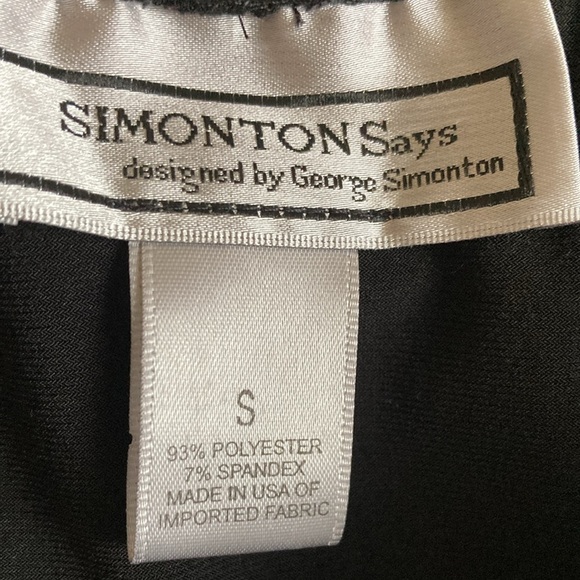 SIMONTON Says
designed by George Simonton
S
93% POLYESTER
7% SPANDEX
MADE IN USA OF
IMPORTED FABRIC